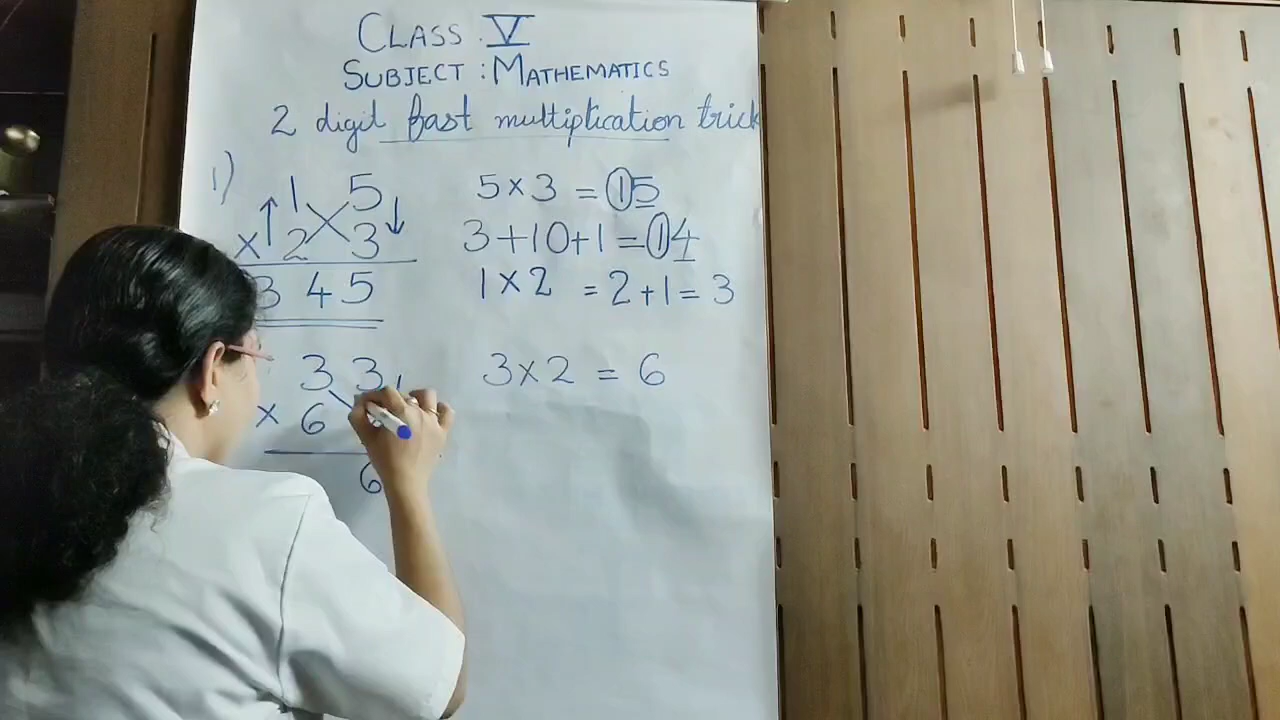 CLASS : V
SUBJECT : MATHEMATICS
2 digit fast multiplication trick
1)
1 5
× 2 3
3 4 5
5 × 3 = 15
3 + 10 + 1 = 14
1 × 2 = 2 + 1 = 3
3 3
× 6
6
3 × 2 = 6